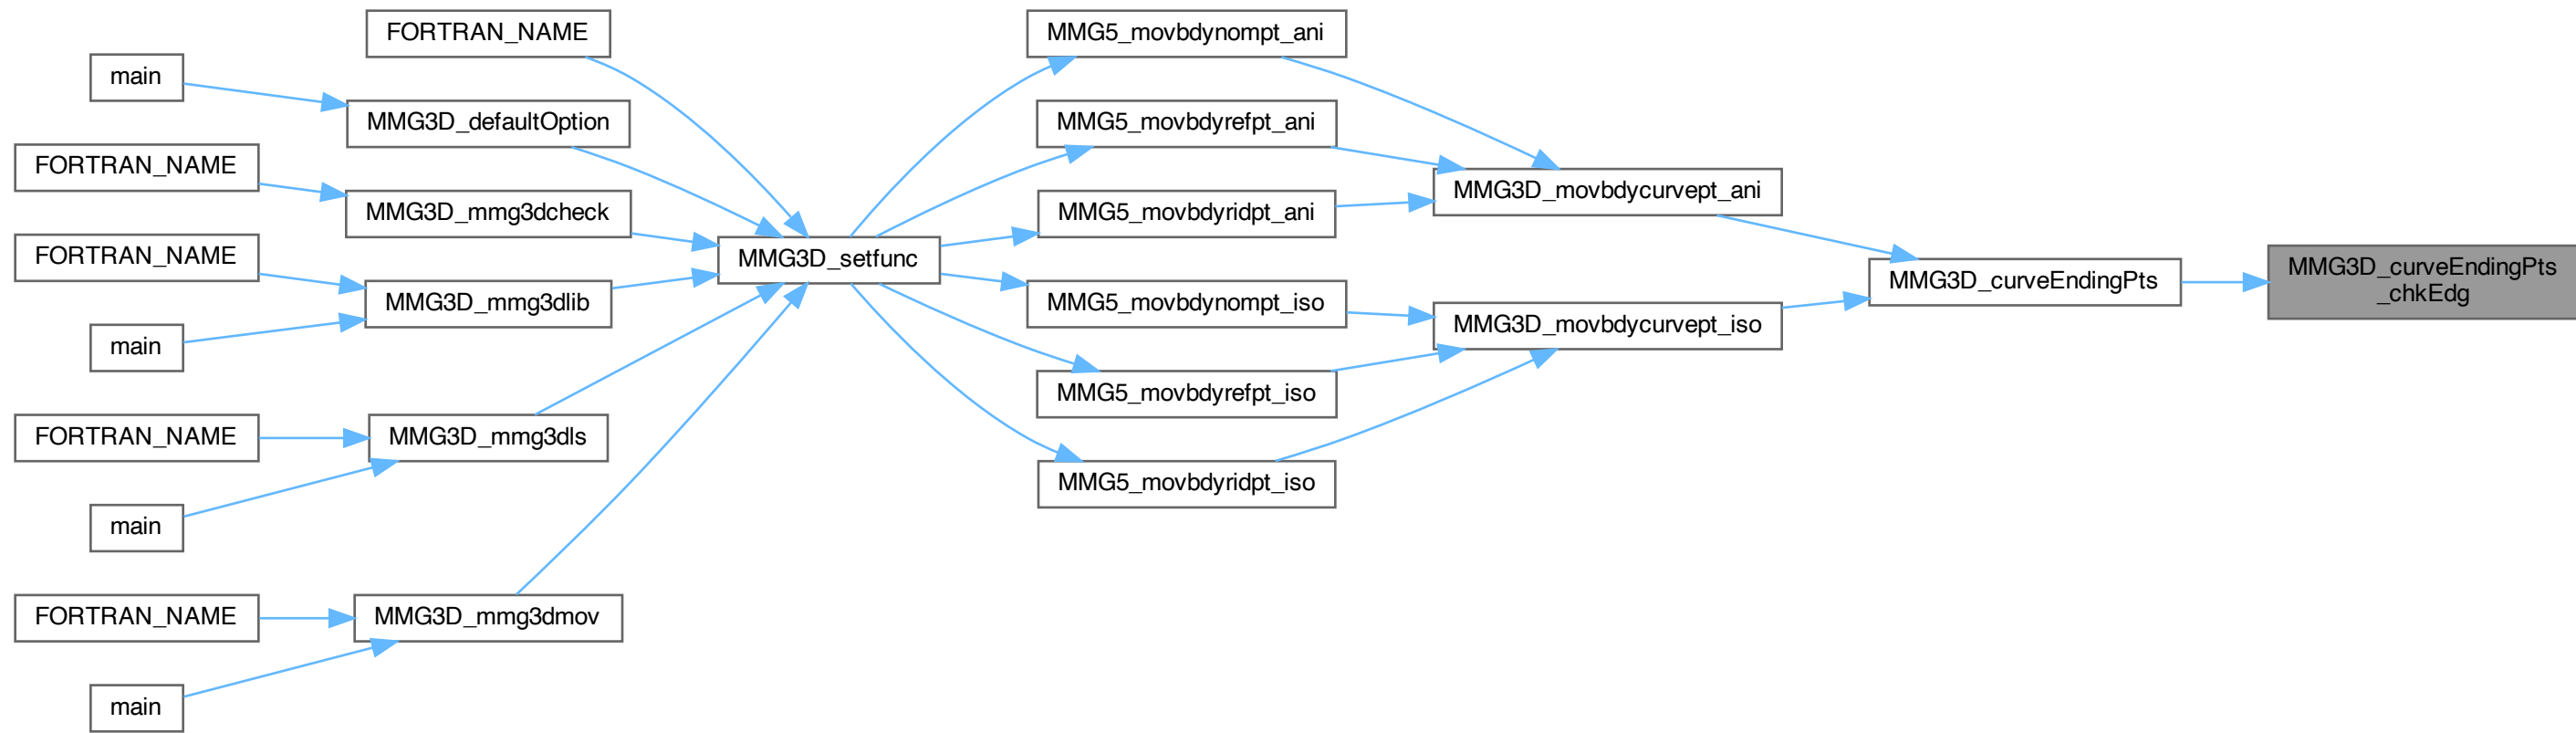 FORTRAN_NAME
main
MMG3D_defaultOption
FORTRAN_NAME
MMG3D_mmg3dcheck
FORTRAN_NAME
MMG3D_mmg3dlib
main
FORTRAN_NAME
MMG3D_mmg3dls
main
FORTRAN_NAME
MMG3D_mmg3dmov
main
MMG3D_setfunc
MMG5_movbdynompt_ani
MMG5_movbdyrefpt_ani
MMG5_movbdyridpt_ani
MMG5_movbdynompt_iso
MMG5_movbdyrefpt_iso
MMG5_movbdyridpt_iso
MMG3D_movbdycurvept_ani
MMG3D_movbdycurvept_iso
MMG3D_curveEndingPts
MMG3D_curveEndingPts
_chkEdg